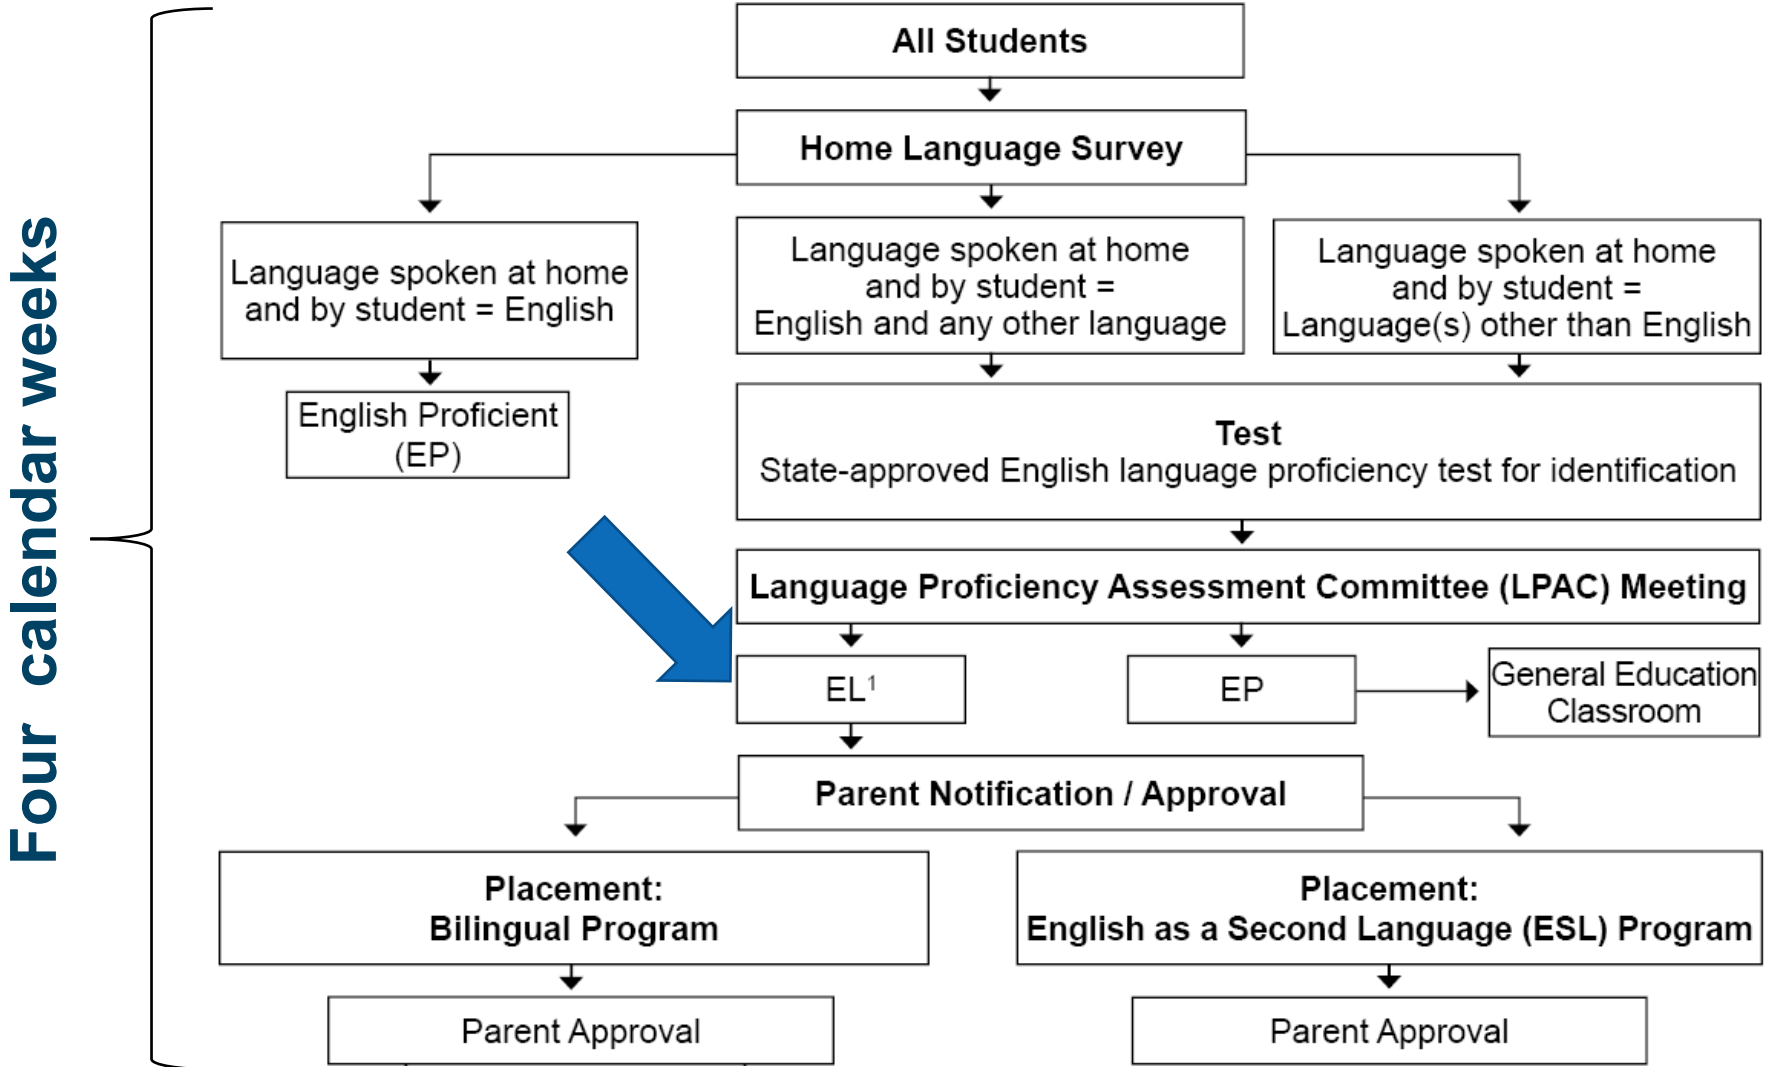 Four calendar weeks
All Students
Home Language Survey
Language spoken at home
and by student = English
Language spoken at home
and by student =
English and any other language
Language spoken at home
and by student =
Language(s) other than English
English Proficient
(EP)
Test
State-approved English language proficiency test for identification
Language Proficiency Assessment Committee (LPAC) Meeting
EL¹
EP
General Education
Classroom
Parent Notification / Approval
Placement:
Bilingual Program
Placement:
English as a Second Language (ESL) Program
Parent Approval
Parent Approval